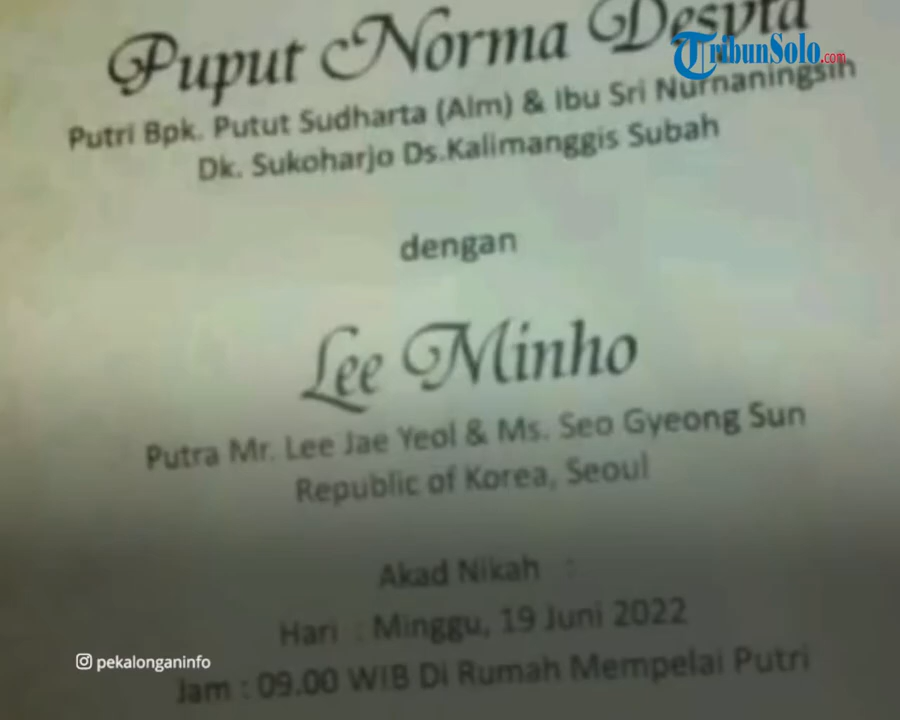 Puput Norma Desyta
TribunSolo.com
Putri Bpk. Putut Sudharta (Alm) & Ibu Sri Nurnaningsih
Dk. Sukoharjo Ds.Kalimanggis Subah
dengan
Lee Minho
Putra Mr. Lee Jae Yeol & Ms. Seo Gyeong Sun
Republic of Korea, Seoul
Akad Nikah :
Hari : Minggu, 19 Juni 2022
pekalonganinfo
Jam : 09.00 WIB Di Rumah Mempelai Putri